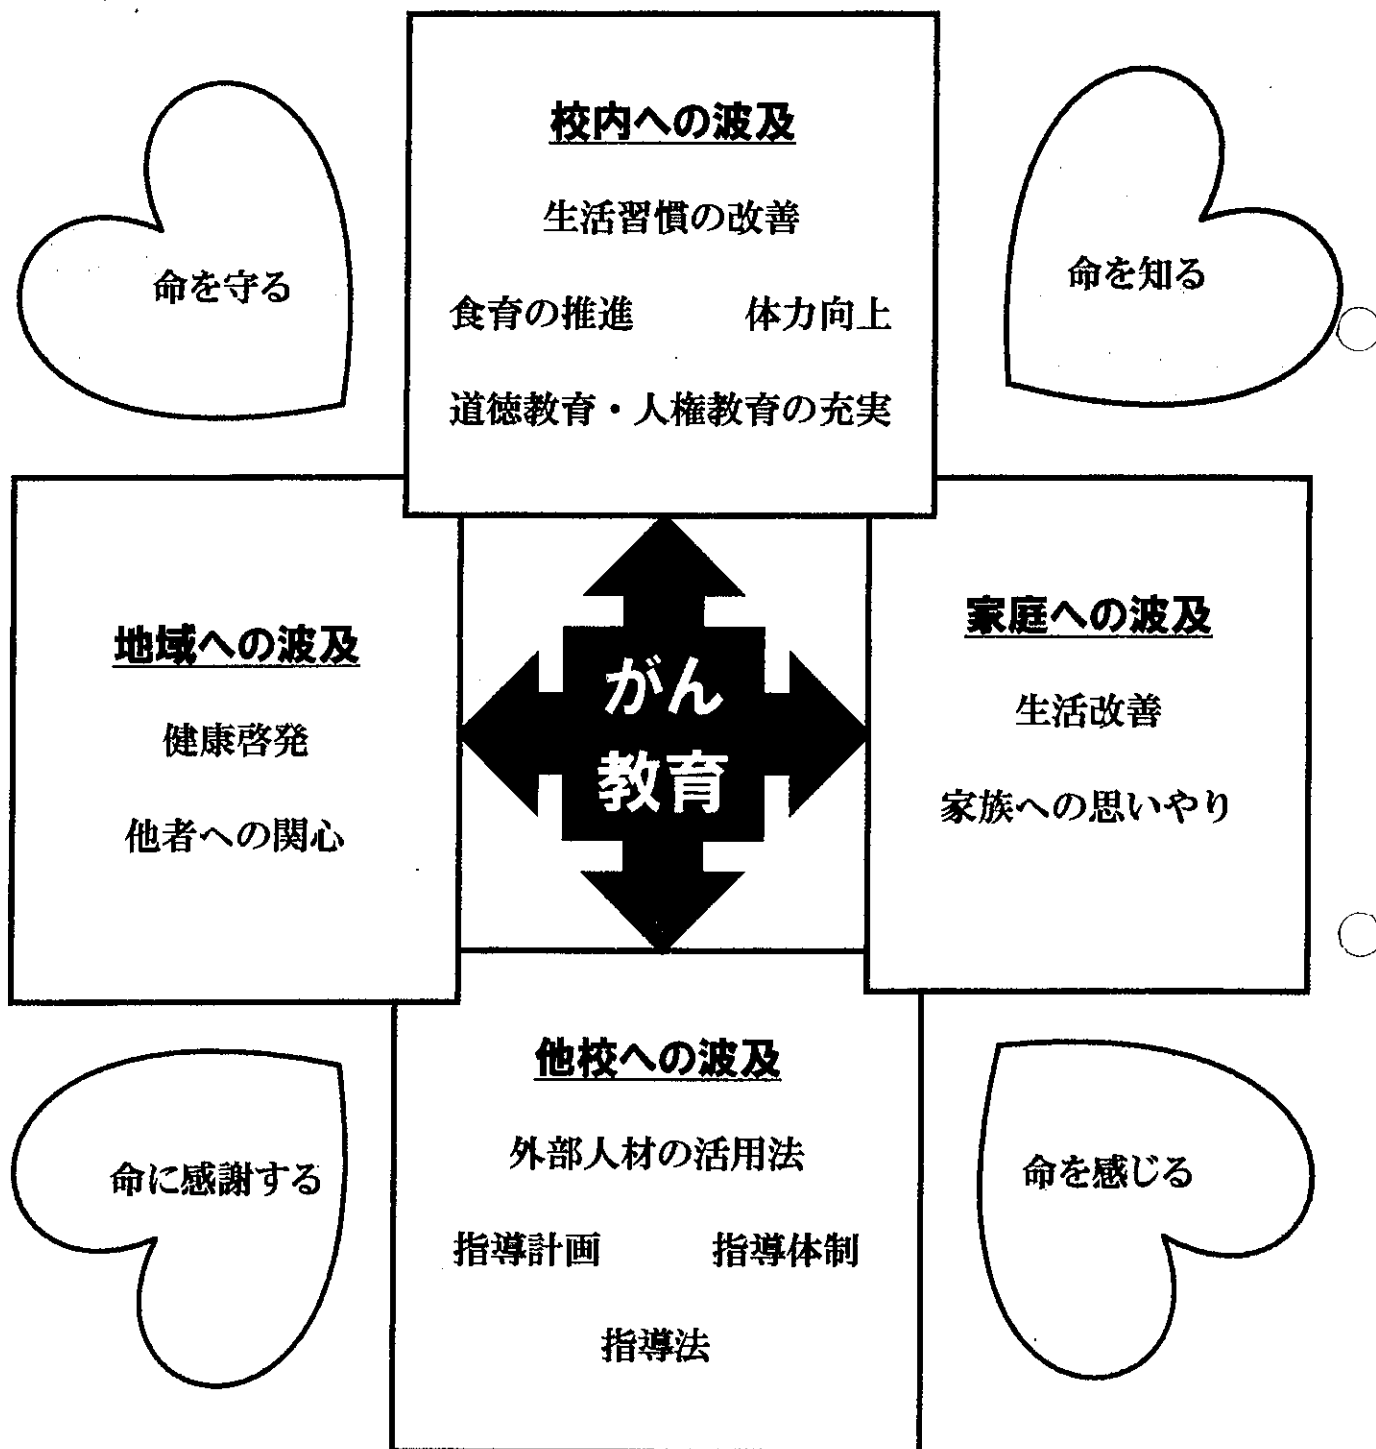 校内への波及
生活習慣の改善
食育の推進 体力向上
道徳教育・人権教育の充実
命を守る
命を知る
地域への波及
健康啓発
他者への関心
がん
教育
家庭への波及
生活改善
家族への思いやり
他校への波及
外部人材の活用法
指導計画 指導体制
指導法
命に感謝する
命を感じる